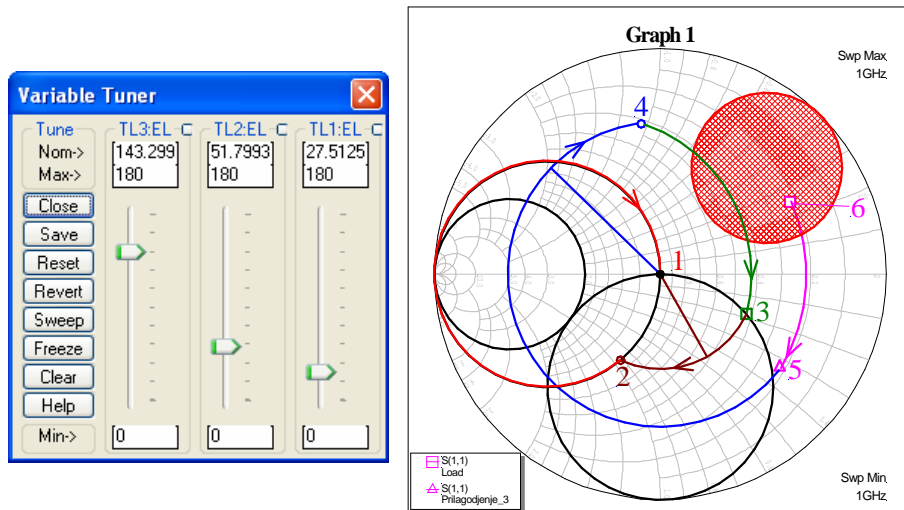 Variable Tuner
Tune TL3:EL C TL2:EL C TL1:EL C
Nom-> 143.299 51.7993 27.5125
Max-> 180 180 180
Close
Save
Reset
Revert
Sweep
Freeze
Clear
Help
Min-> 0 0 0
Graph 1
Swp Max
1GHz
4
6
1
3
2
5
S(1,1)
Load
S(1,1)
Prilagodjenje_3
Swp Min
1GHz